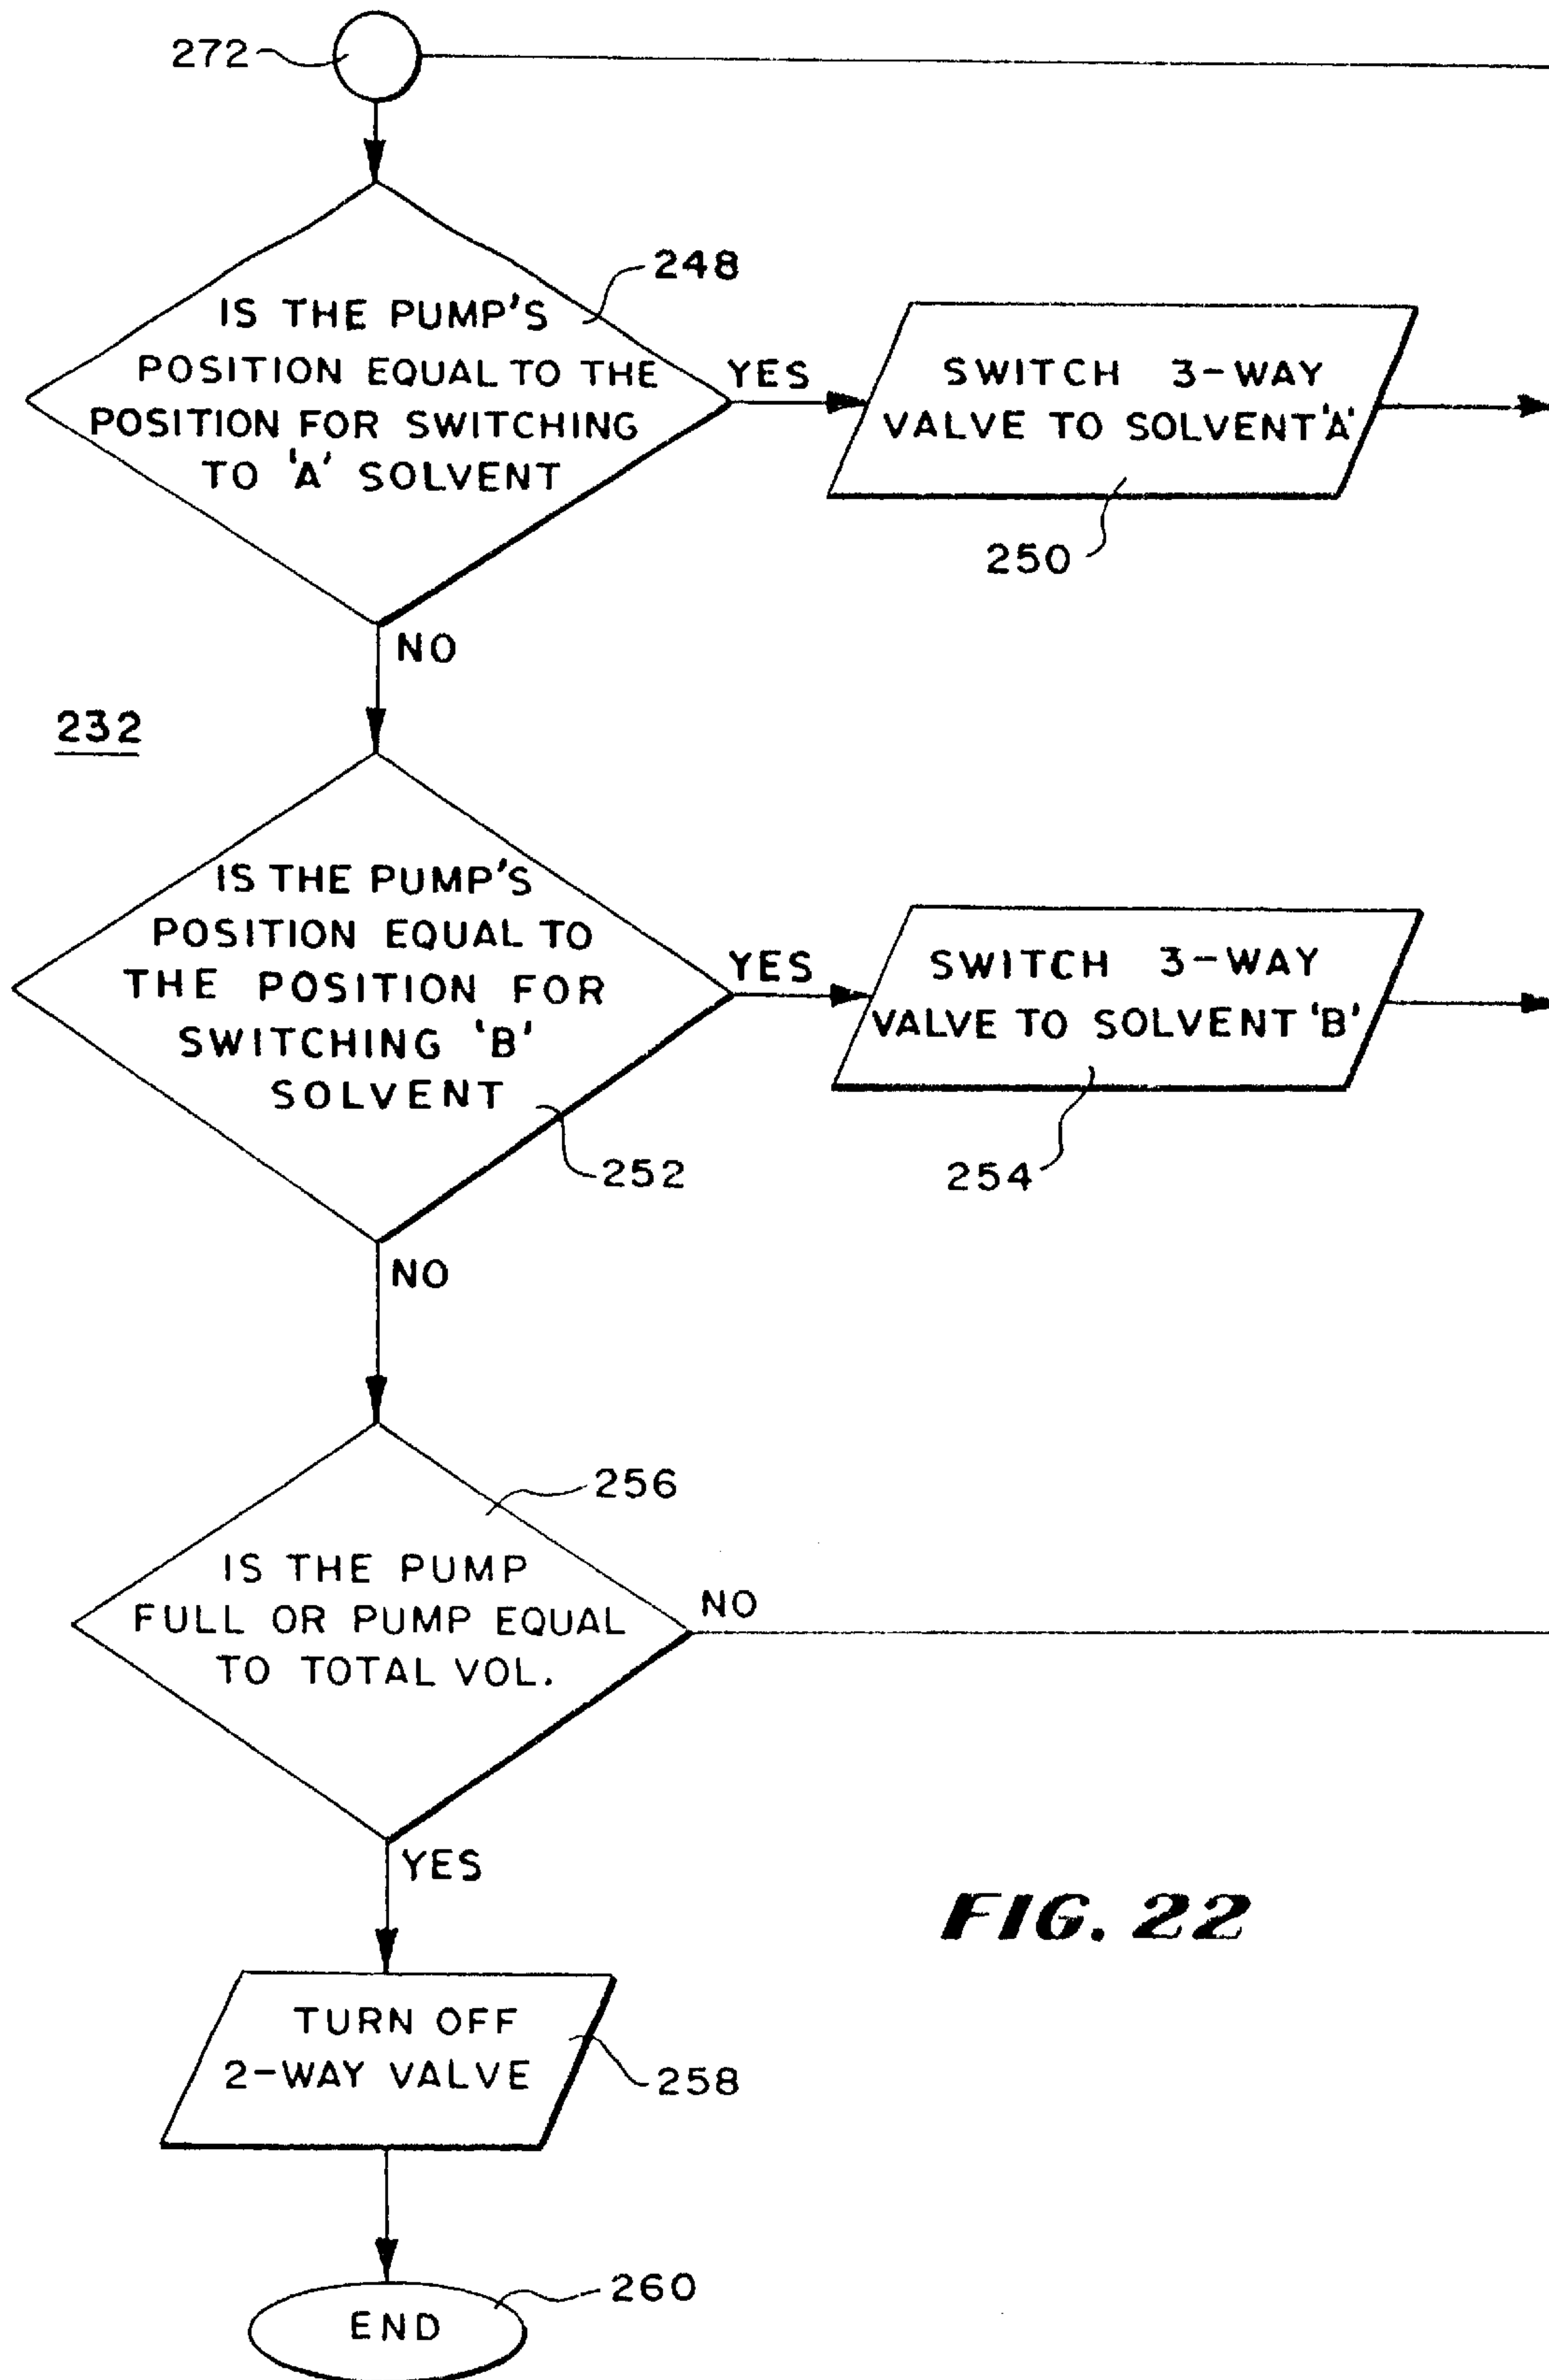 272
248
IS THE PUMP'S
POSITION EQUAL TO THE
POSITION FOR SWITCHING
TO 'A' SOLVENT
YES
SWITCH 3-WAY
VALVE TO SOLVENT 'A'
250
NO
232
IS THE PUMP'S
POSITION EQUAL TO
THE POSITION FOR
SWITCHING 'B'
SOLVENT
252
YES
SWITCH 3-WAY
VALVE TO SOLVENT 'B'
254
NO
256
IS THE PUMP
FULL OR PUMP EQUAL
TO TOTAL VOL.
NO
YES
FIG. 22
TURN OFF
2-WAY VALVE
258
260
END